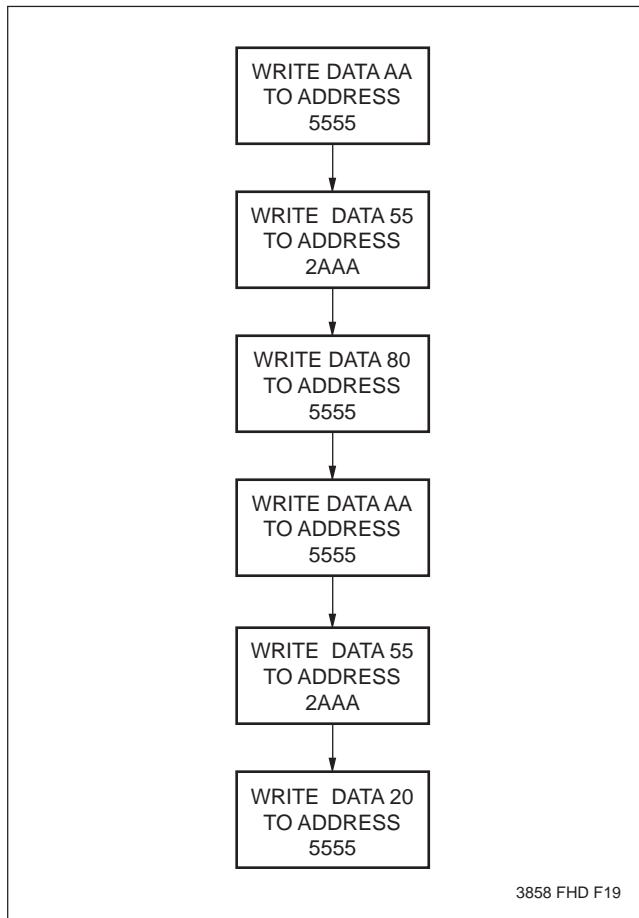 WRITE DATA AA
TO ADDRESS
5555
WRITE DATA 55
TO ADDRESS
2AAA
WRITE DATA 80
TO ADDRESS
5555
WRITE DATA AA
TO ADDRESS
5555
WRITE DATA 55
TO ADDRESS
2AAA
WRITE DATA 20
TO ADDRESS
5555
3858 FHD F19